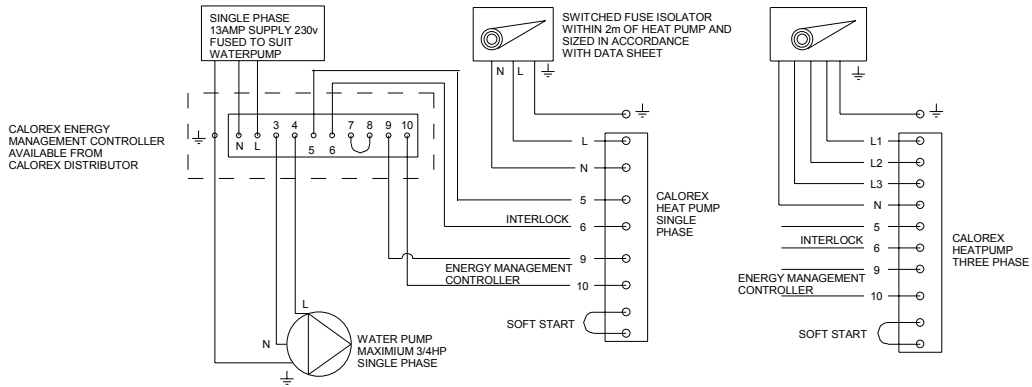 SINGLE PHASE
13AMP SUPPLY 230v
FUSED TO SUIT
WATERPUMP
SWITCHED FUSE ISOLATOR
WITHIN 2m OF HEAT PUMP AND
SIZED IN ACCORDANCE
WITH DATA SHEET
N L
CALOREX ENERGY
MANAGEMENT CONTROLLER
AVAILABLE FROM
CALOREX DISTRIBUTOR
3 4 7 8 9 10
N L 5 6
L
N
5
INTERLOCK 6
9
ENERGY MANAGEMENT
CONTROLLER 10
SOFT START
CALOREX
HEAT PUMP
SINGLE
PHASE
L
N
WATER PUMP
MAXIMIUM 3/4HP
SINGLE PHASE
L1
L2
L3
N
5
INTERLOCK 6
9
ENERGY MANAGEMENT
CONTROLLER 10
SOFT START
CALOREX
HEATPUMP
THREE PHASE